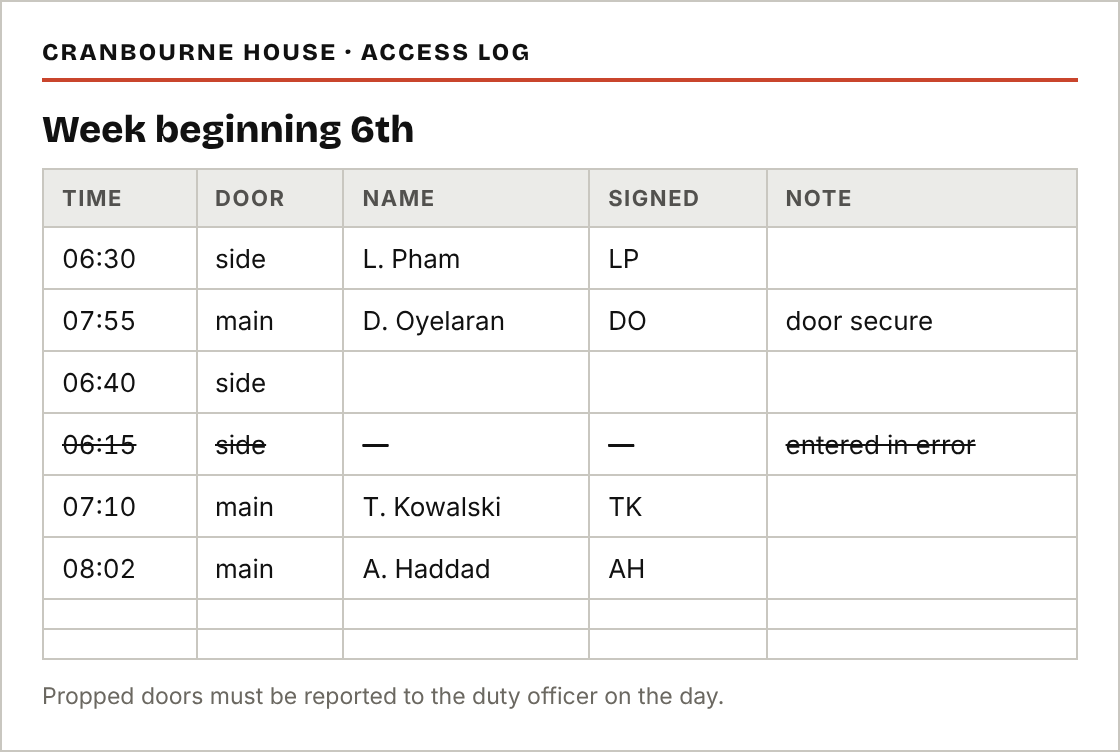 CRANBOURNE HOUSE · ACCESS LOG
Week beginning 6th
TIME DOOR NAME SIGNED NOTE
06:30 side L. Pham LP
07:55 main D. Oyelaran DO door secure
06:40 side
06:15 side — — entered in error
07:10 main T. Kowalski TK
08:02 main A. Haddad AH
Propped doors must be reported to the duty officer on the day.